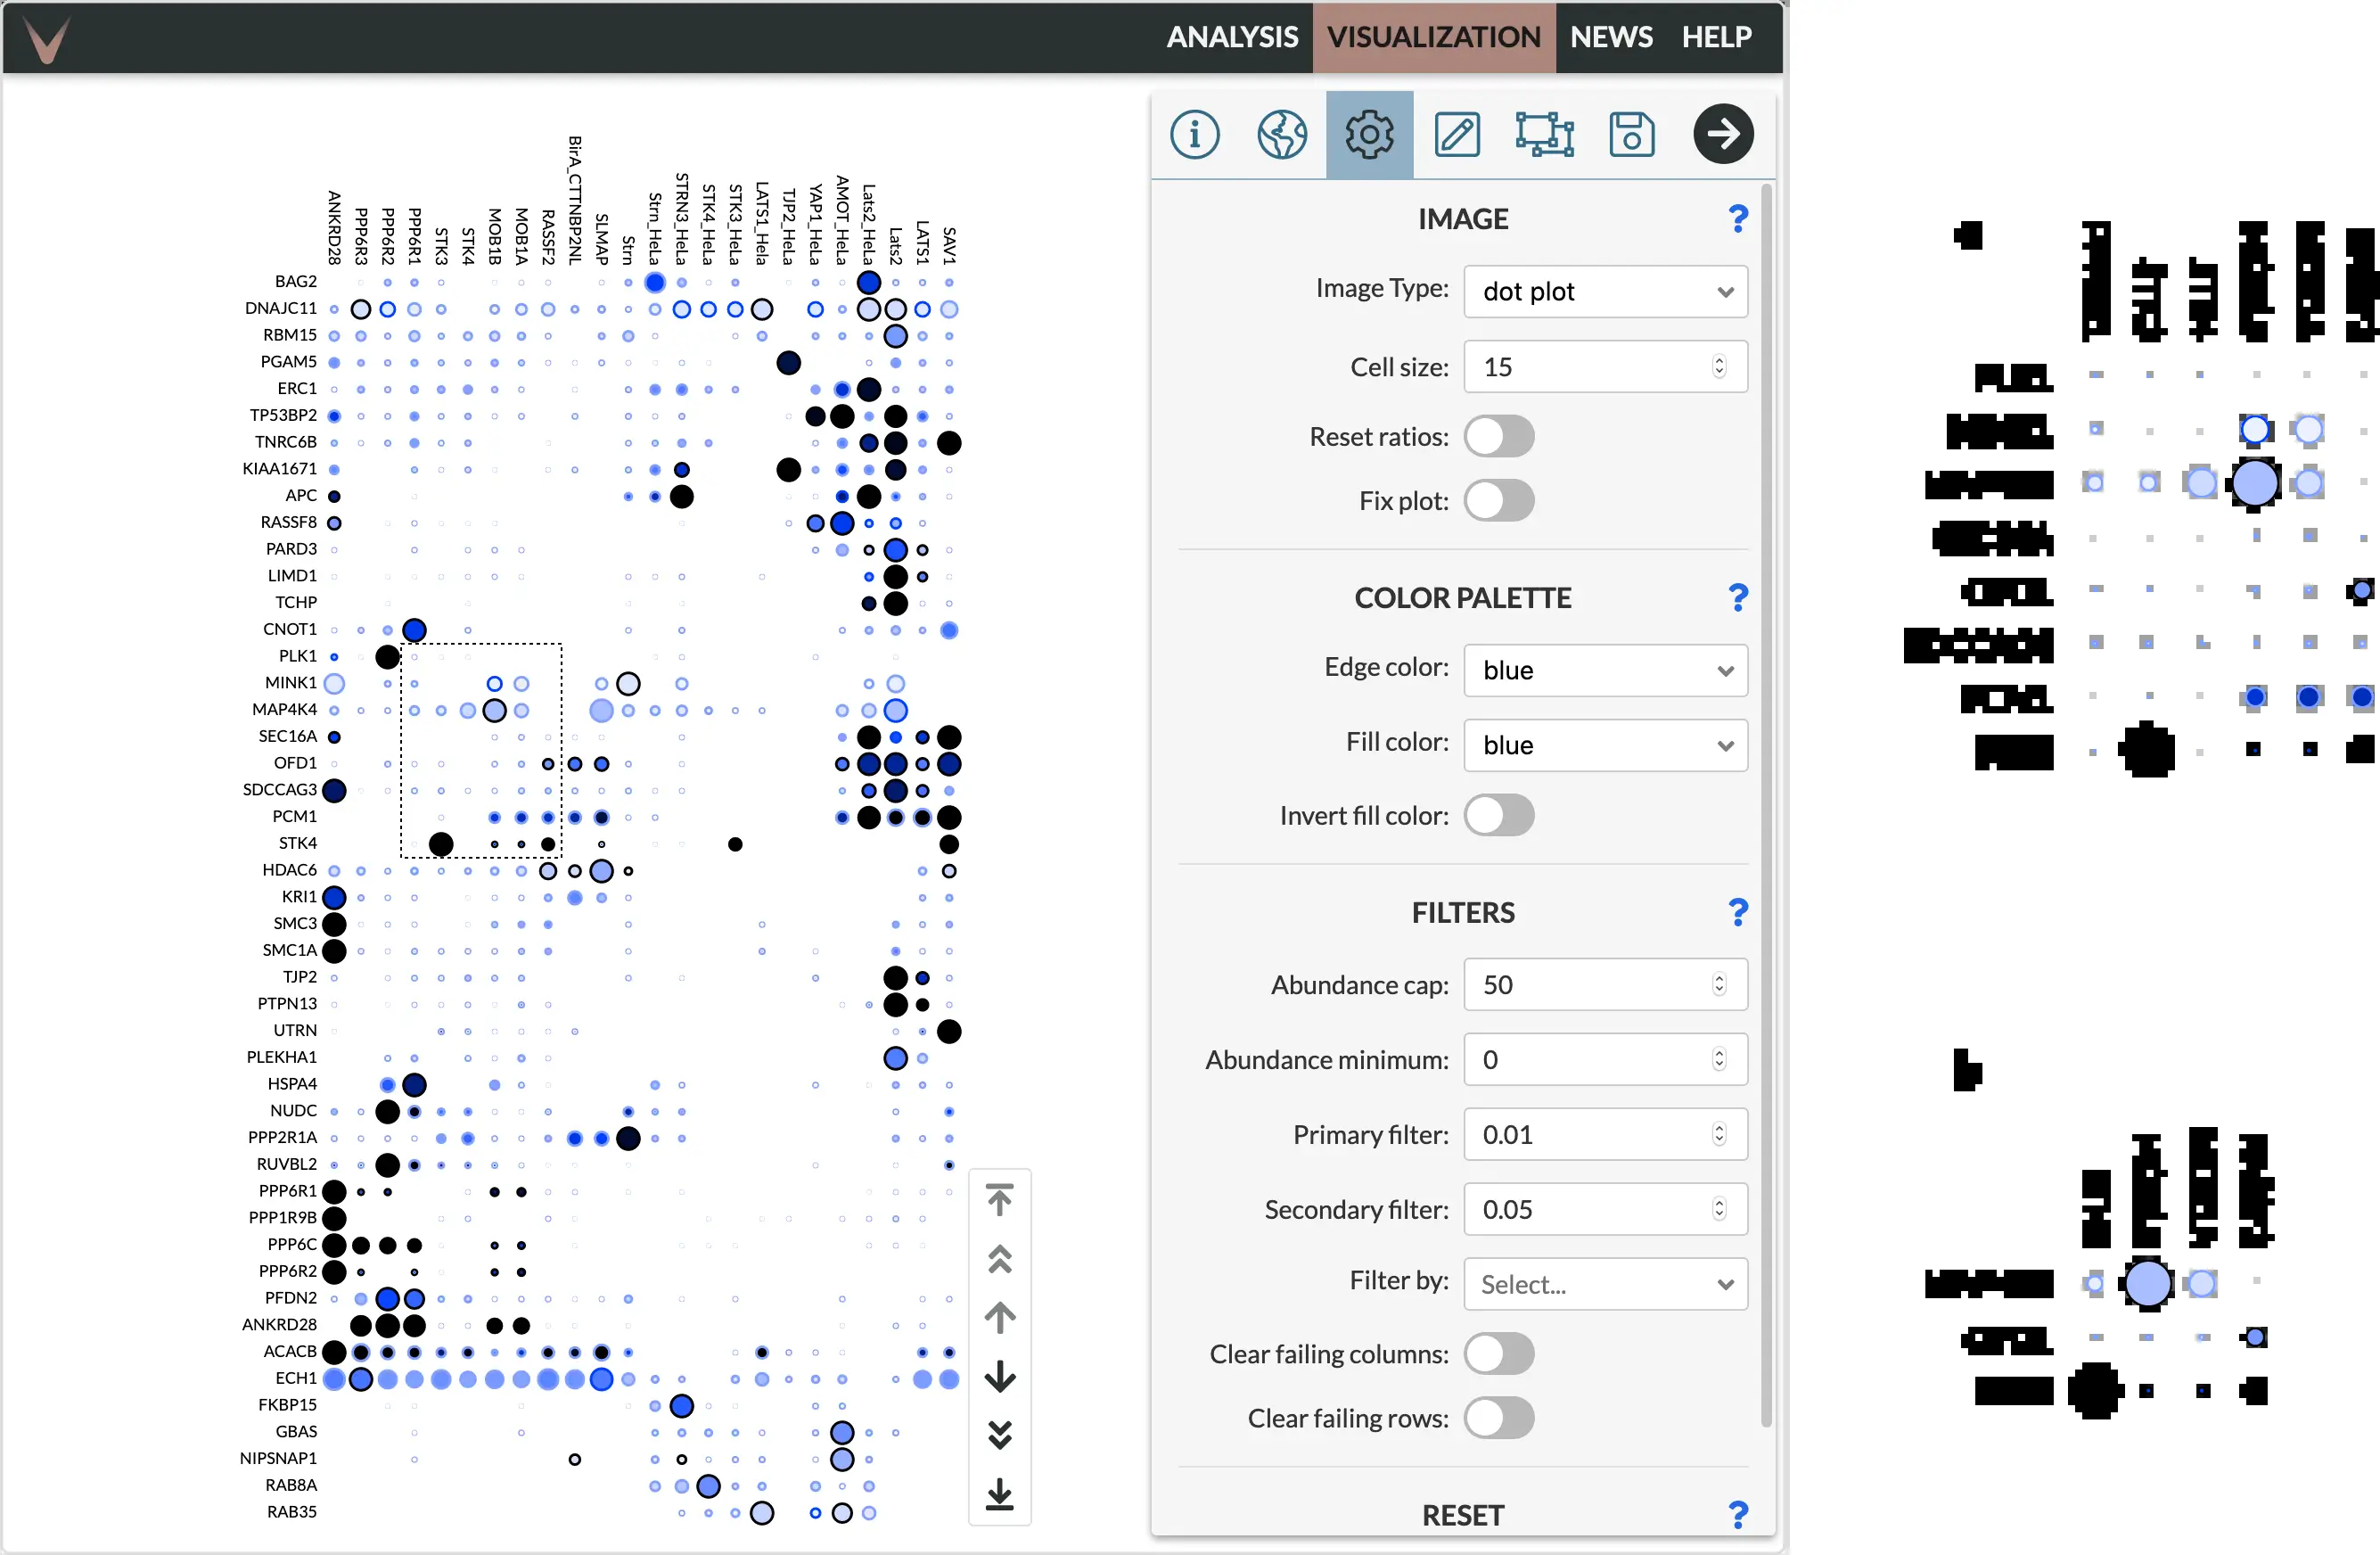 ANALYSIS VISUALIZATION NEWS HELP
ANKRD28
PPP6R3
PPP6R2
PPP6R1
STK3
STK4
MOB1B
MOB1A
RASSF2
BirA_CTTNBP2NL
SLMAP
Strn
Strn_HeLa
STRN3_HeLa
STK4_HeLa
STK3_HeLa
LATS1_Hela
TJP2_HeLa
YAP1_HeLa
AMOT_HeLa
Lats2_HeLa
Lats2
LATS1
SAV1
BAG2
DNAJC11
RBM15
PGAM5
ERC1
TP53BP2
TNRC6B
KIAA1671
APC
RASSF8
PARD3
LIMD1
TCHP
CNOT1
PLK1
MINK1
MAP4K4
SEC16A
OFD1
SDCCAG3
PCM1
STK4
HDAC6
KRI1
SMC3
SMC1A
TJP2
PTPN13
UTRN
PLEKHA1
HSPA4
NUDC
PPP2R1A
RUVBL2
PPP6R1
PPP1R9B
PPP6C
PPP6R2
PFDN2
ANKRD28
ACACB
ECH1
FKBP15
GBAS
NIPSNAP1
RAB8A
RAB35
IMAGE ?
Image Type: dot plot
Cell size: 15
Reset ratios:
Fix plot:
COLOR PALETTE ?
Edge color: blue
Fill color: blue
Invert fill color:
FILTERS ?
Abundance cap: 50
Abundance minimum: 0
Primary filter: 0.01
Secondary filter: 0.05
Filter by: Select...
Clear failing columns:
Clear failing rows:
RESET ?